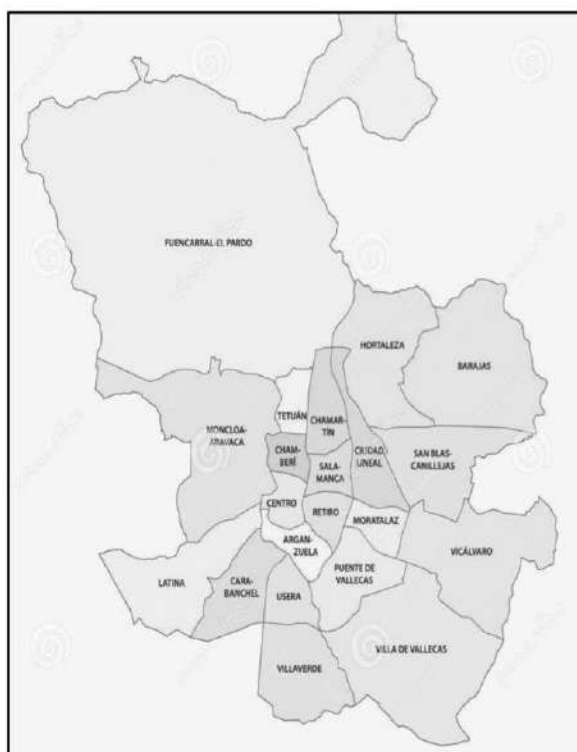 FUENCARRAL-EL PARDO
HORTALEZA
BARAJAS
TETUÁN
CHAMAR-
TÍN
MONCLOA-
ARAVACA
CHAM-
BERÍ
CIUDAD
LINEAL
SAN BLAS-
CANILLEJAS
SALA-
MANCA
CENTRO
RETIRO
MORATALAZ
ARGAN-
ZUELA
VICÁLVARO
PUENTE DE
VALLECAS
LATINA
CARA-
BANCHEL
USERA
VILLA DE VALLECAS
VILLAVERDE